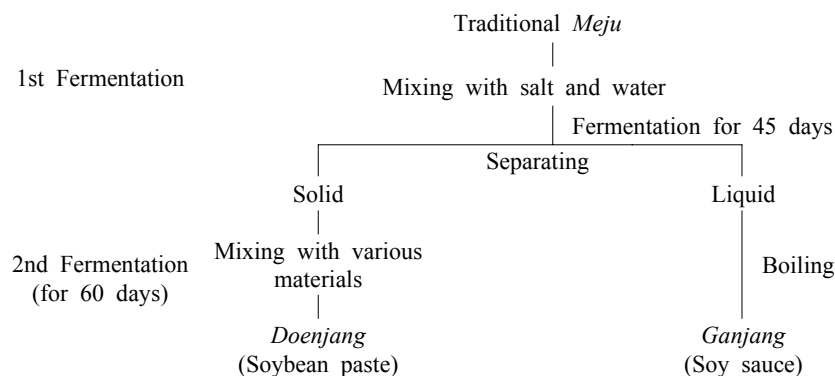 Traditional Meju
1st Fermentation
Mixing with salt and water
Fermentation for 45 days
Separating
Solid
Liquid
Mixing with various
materials
2nd Fermentation
(for 60 days)
Boiling
Doenjang
(Soybean paste)
Ganjang
(Soy sauce)